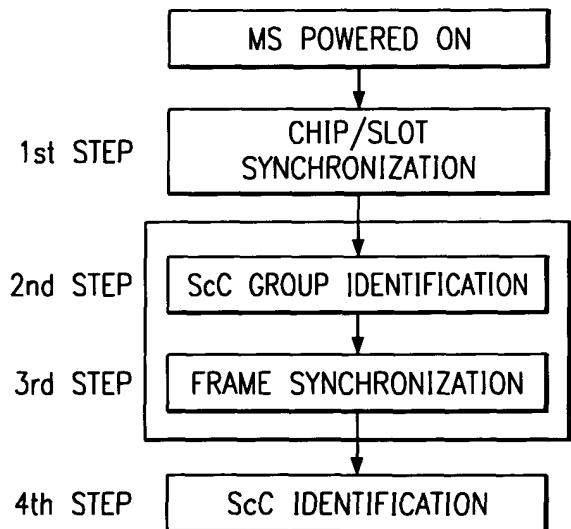 MS POWERED ON
1st STEP
CHIP/SLOT
SYNCHRONIZATION
2nd STEP
ScC GROUP IDENTIFICATION
3rd STEP
FRAME SYNCHRONIZATION
4th STEP
ScC IDENTIFICATION